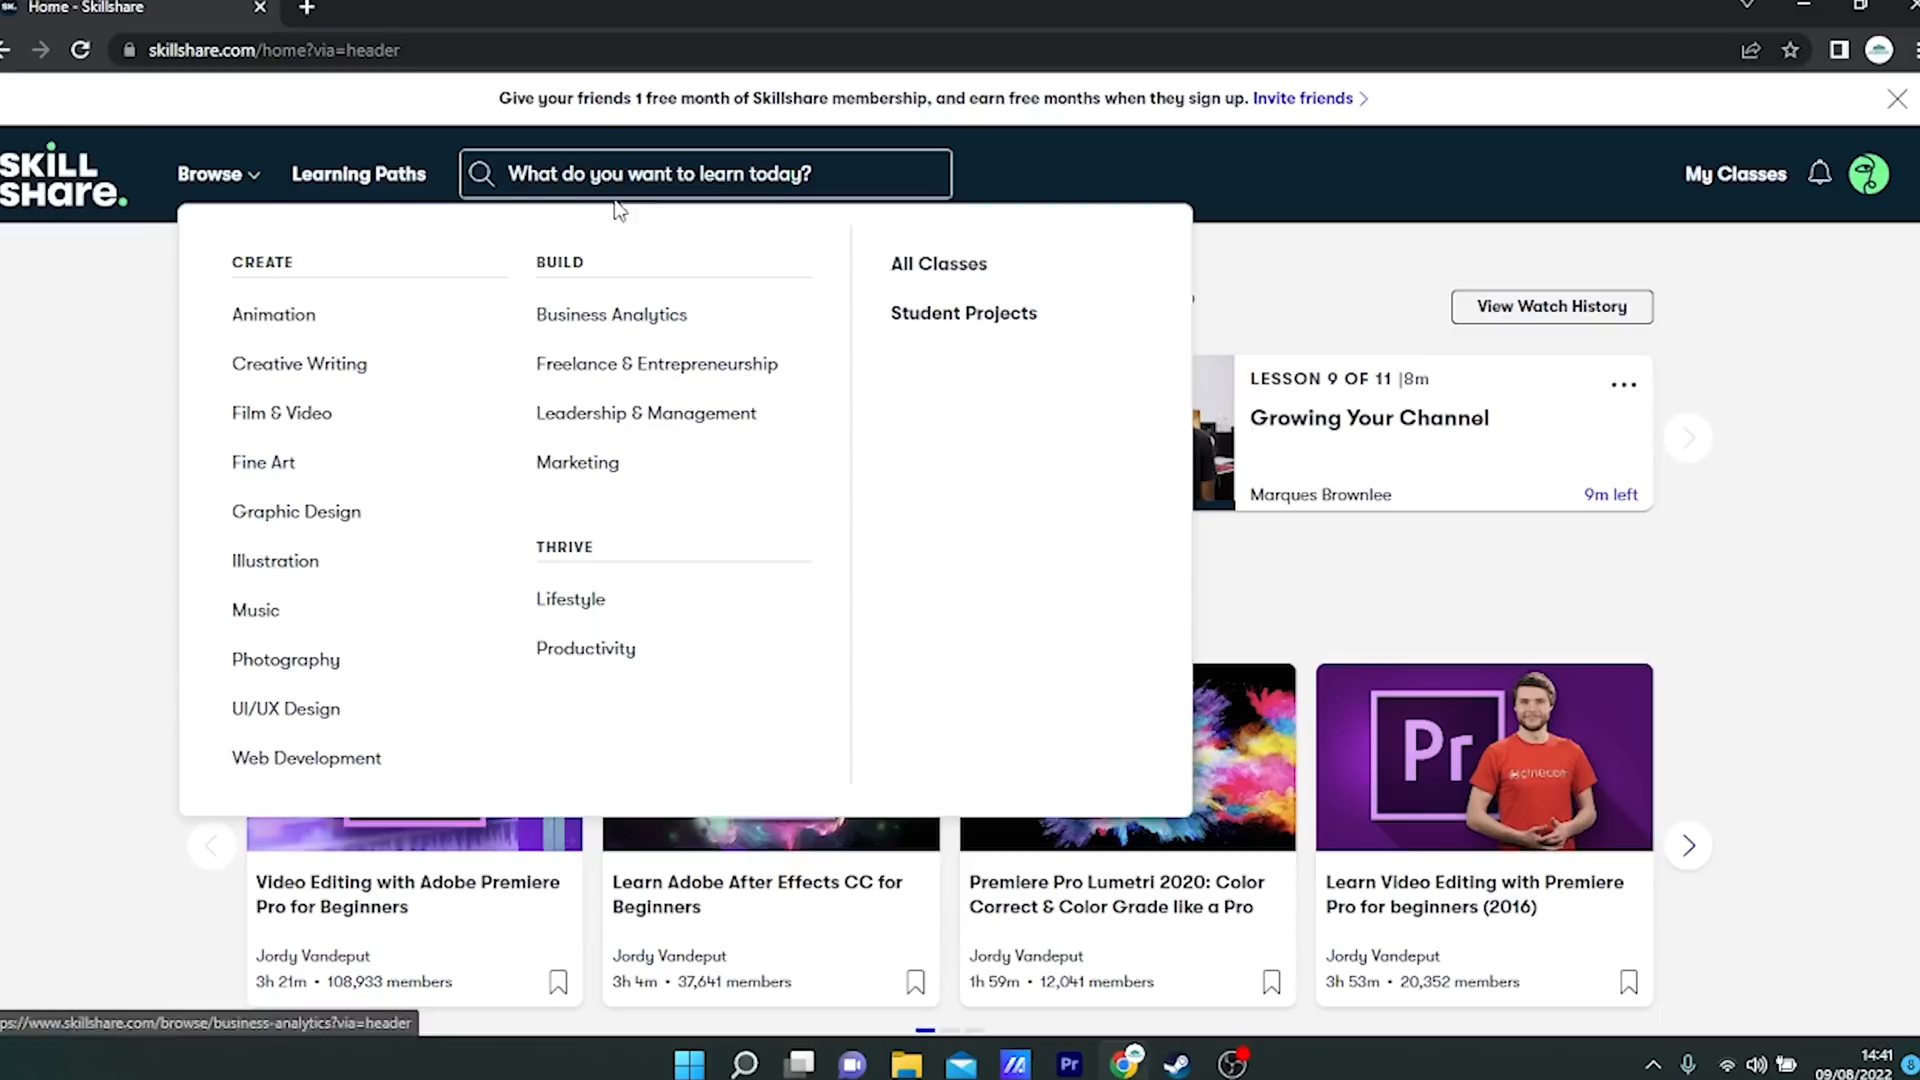 Home - Skillshare
skillshare.com/home?via=header
Give your friends 1 free month of Skillshare membership, and earn free months when they sign up. Invite friends
SKILL
SHARE.
Browse
Learning Paths
What do you want to learn today?
My Classes
CREATE
Animation
Creative Writing
Film & Video
Fine Art
Graphic Design
Illustration
Music
Photography
UI/UX Design
Web Development
BUILD
Business Analytics
Freelance & Entrepreneurship
Leadership & Management
Marketing
THRIVE
Lifestyle
Productivity
All Classes
Student Projects
View Watch History
LESSON 9 OF 11 |8m
Growing Your Channel
Marques Brownlee
9m left
Pr
cinecom
Video Editing with Adobe Premiere
Pro for Beginners
Jordy Vandeput
3h 21m • 108,933 members
Learn Adobe After Effects CC for
Beginners
Jordy Vandeput
3h 4m • 37,641 members
Premiere Pro Lumetri 2020: Color
Correct & Color Grade like a Pro
Jordy Vandeput
1h 59m • 12,041 members
Learn Video Editing with Premiere
Pro for beginners (2016)
Jordy Vandeput
3h 53m • 20,352 members
ps://www.skillshare.com/browse/business-analytics?via=header
Pr
14:41
09/08/2022
8